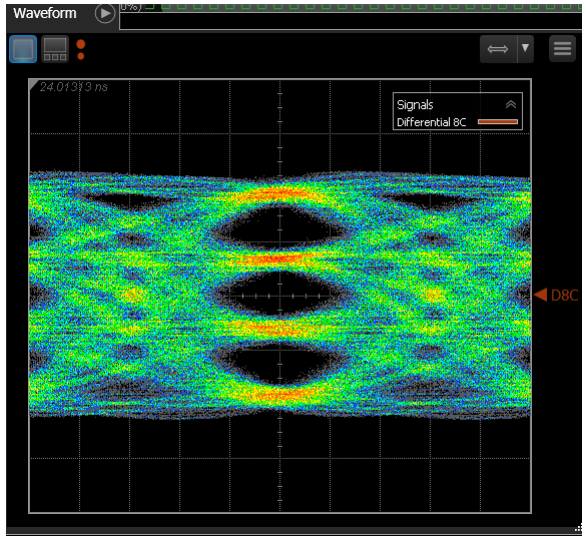 0%)
Waveform
24.01313 ns
Signals
Differential 8C
D8C